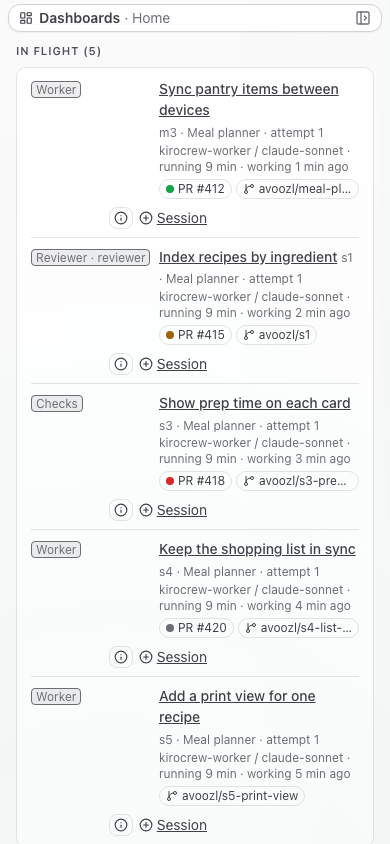 Dashboards · Home
IN FLIGHT (5)
Worker
Sync pantry items between
devices
m3 · Meal planner · attempt 1
kirocrew-worker / claude-sonnet ·
running 9 min · working 1 min ago
PR #412 avoozl/meal-pl...
Session
Reviewer · reviewer
Index recipes by ingredient s1
· Meal planner · attempt 1
kirocrew-worker / claude-sonnet ·
running 9 min · working 2 min ago
PR #415 avoozl/s1
Session
Checks
Show prep time on each card
s3 · Meal planner · attempt 1
kirocrew-worker / claude-sonnet ·
running 9 min · working 3 min ago
PR #418 avoozl/s3-pre...
Session
Worker
Keep the shopping list in sync
s4 · Meal planner · attempt 1
kirocrew-worker / claude-sonnet ·
running 9 min · working 4 min ago
PR #420 avoozl/s4-list-...
Session
Worker
Add a print view for one
recipe
s5 · Meal planner · attempt 1
kirocrew-worker / claude-sonnet ·
running 9 min · working 5 min ago
avoozl/s5-print-view
Session